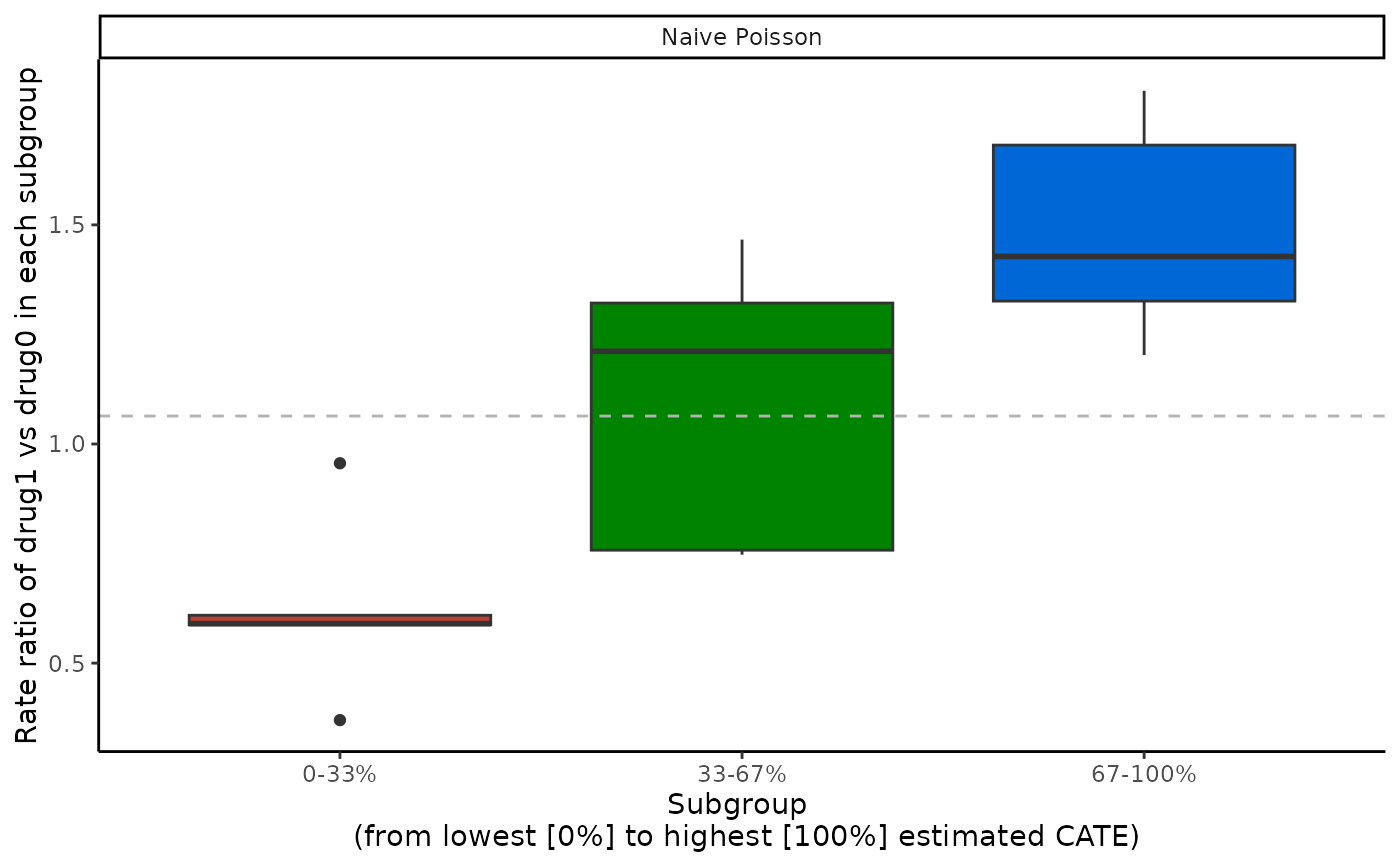 Naive Poisson
Rate ratio of drug1 vs drug0 in each subgroup
1.5
1.0
0.5
0-33%
33-67%
67-100%
Subgroup
(from lowest [0%] to highest [100%] estimated CATE)